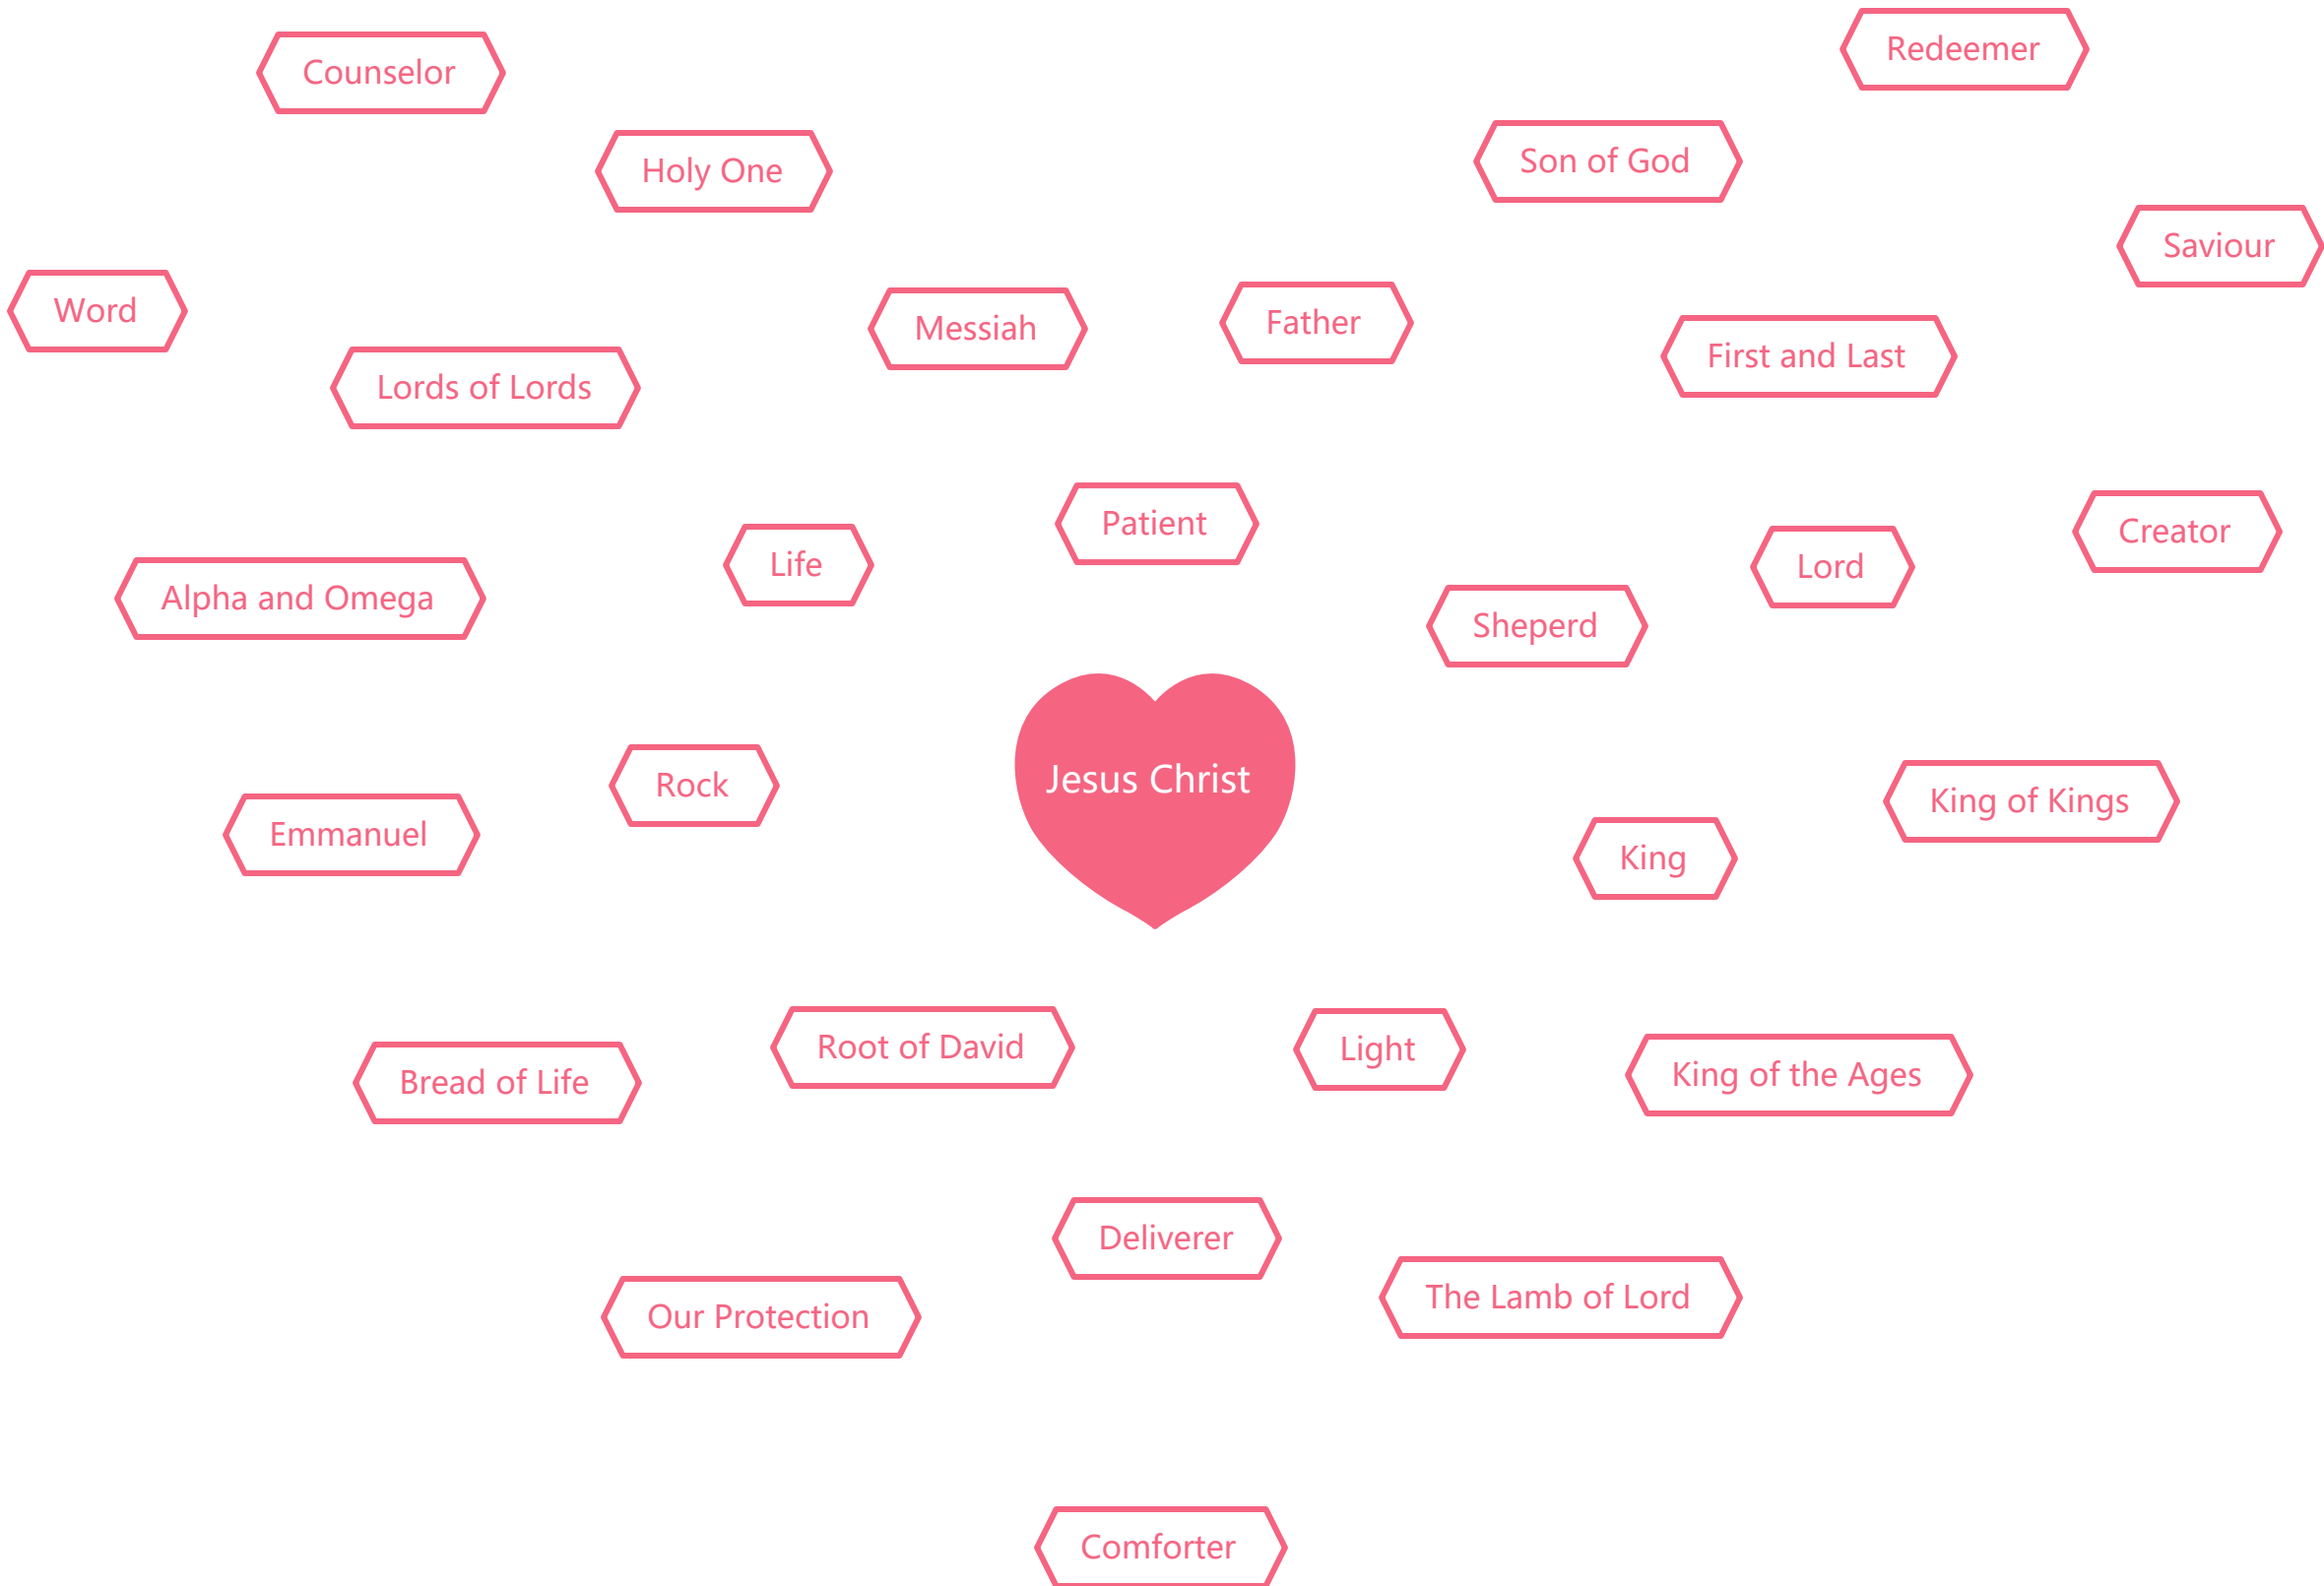 Redeemer
Counselor
Son of God
Holy One
Saviour
Word
Father
Messiah
First and Last
Lords of Lords
Patient
Creator
Life
Lord
Alpha and Omega
Sheperd
Jesus Christ
Rock
King of Kings
Emmanuel
King
Root of David
Light
King of the Ages
Bread of Life
Deliverer
The Lamb of Lord
Our Protection
Comforter